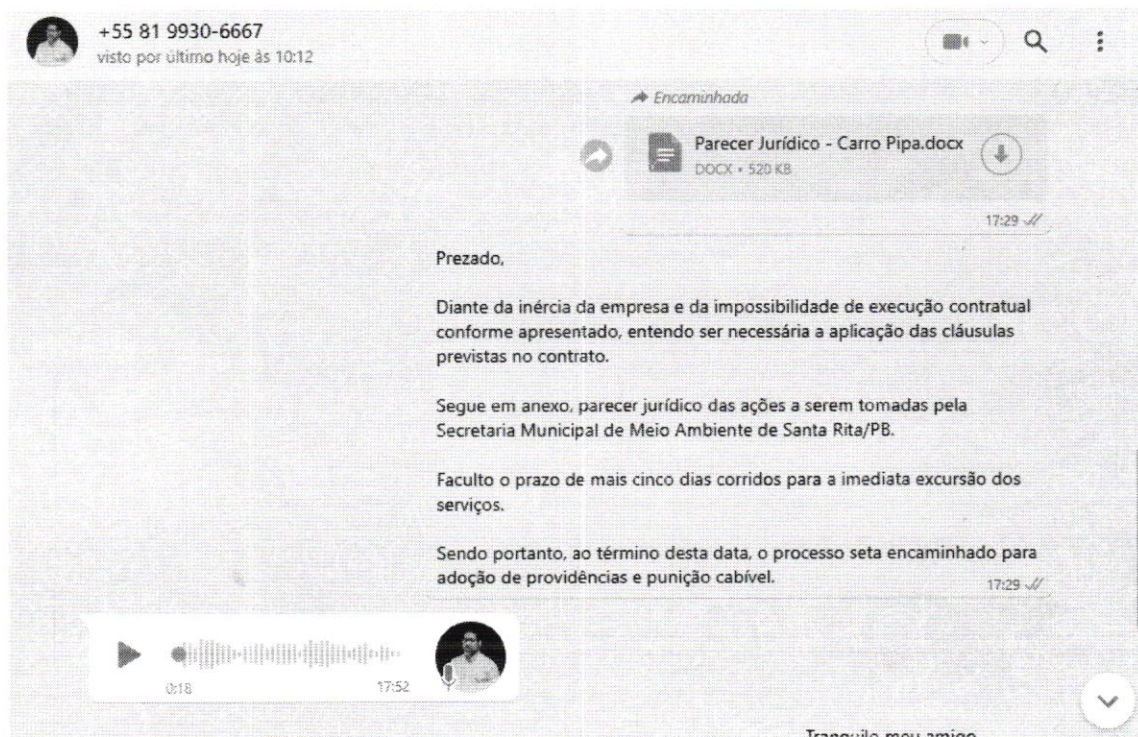 +55 81 9930-6667
visto por último hoje às 10:12
Encaminhada
Parecer Jurídico - Carro Pipa.docx
DOCX • 520 KB
17:29
Prezado,
Diante da inércia da empresa e da impossibilidade de execução contratual
conforme apresentado, entendo ser necessária a aplicação das cláusulas
previstas no contrato.
Segue em anexo, parecer jurídico das ações a serem tomadas pela
Secretaria Municipal de Meio Ambiente de Santa Rita/PB.
Faculto o prazo de mais cinco dias corridos para a imediata excursão dos
serviços.
Sendo portanto, ao término desta data, o processo seta encaminhado para
adoção de providências e punição cabível.
17:29
0:18
17:52
Tranquilo meu amigo